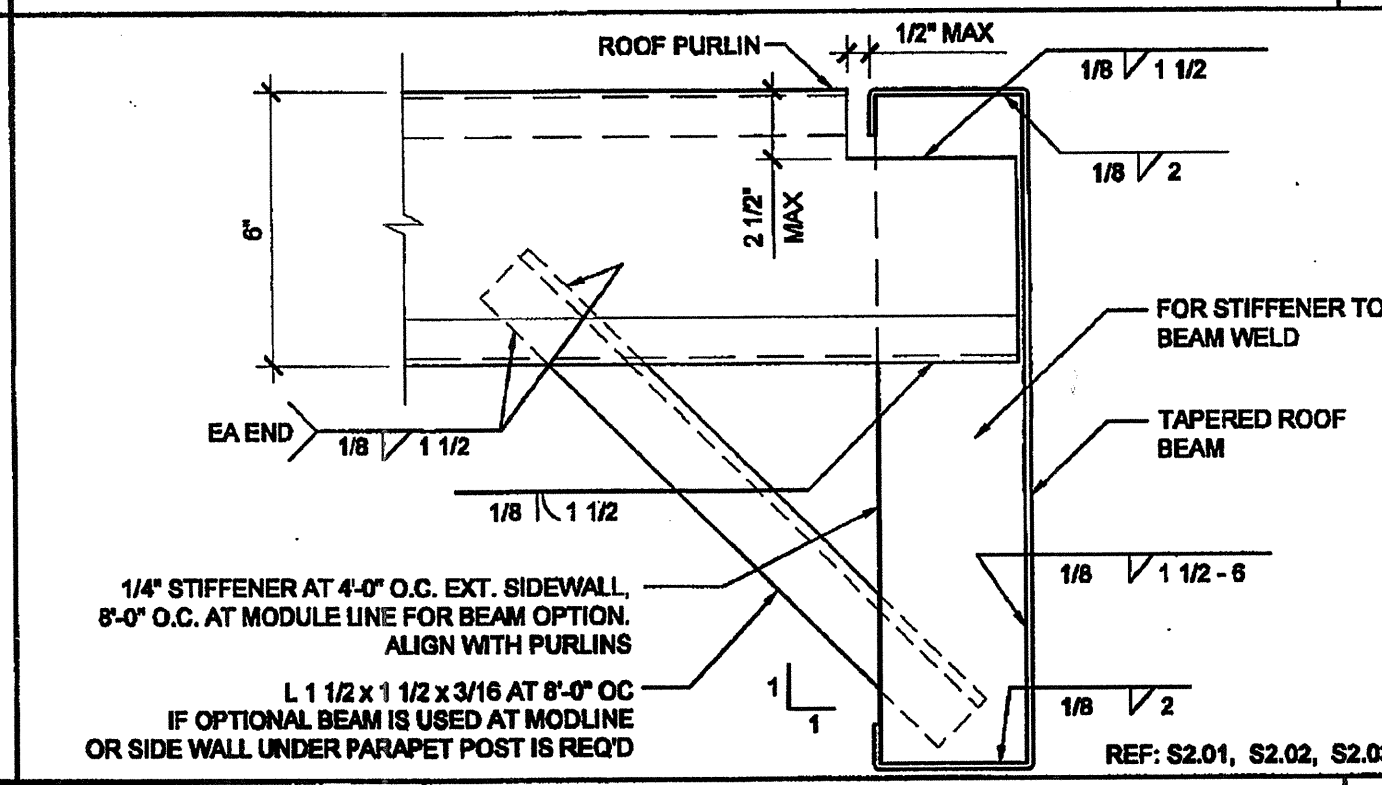 ROOF PURLIN
1/2" MAX
1/8 1 1/2
1/8 2
6"
2 1/2"
MAX
FOR STIFFENER TO
BEAM WELD
TAPERED ROOF
BEAM
EA END
1/8 1 1/2
1/8 1 1/2
1/8 1 1/2 - 6
1/4" STIFFENER AT 4'-0" O.C. EXT. SIDEWALL,
8'-0" O.C. AT MODULE LINE FOR BEAM OPTION.
ALIGN WITH PURLINS
L 1 1/2 x 1 1/2 x 3/16 AT 8'-0" OC
IF OPTIONAL BEAM IS USED AT MODLINE
OR SIDE WALL UNDER PARAPET POST IS REQ'D
1
1
1/8 2
REF: S2.01, S2.02, S2.03